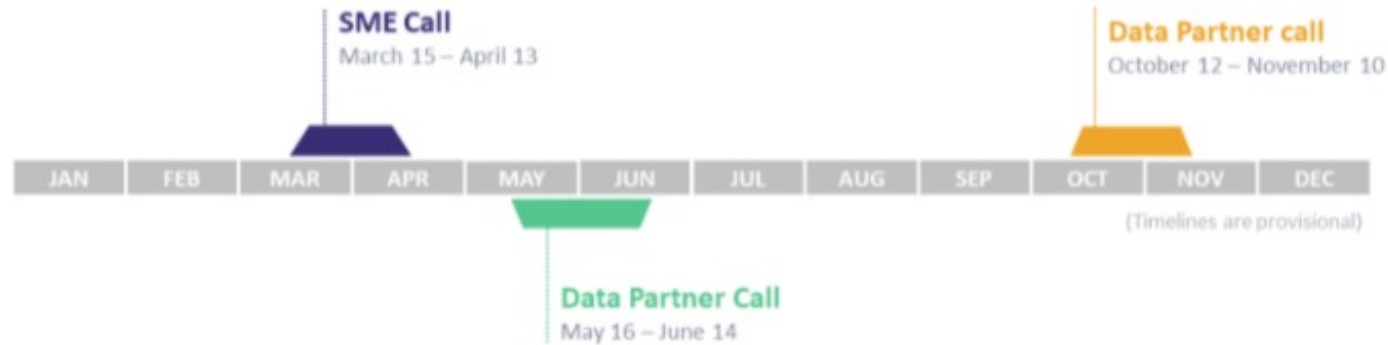 SME Call
March 15 – April 13
Data Partner call
October 12 – November 10
JAN FEB MAR APR MAY JUN JUL AUG SEP OCT NOV DEC
(Timelines are provisional)
Data Partner Call
May 16 – June 14